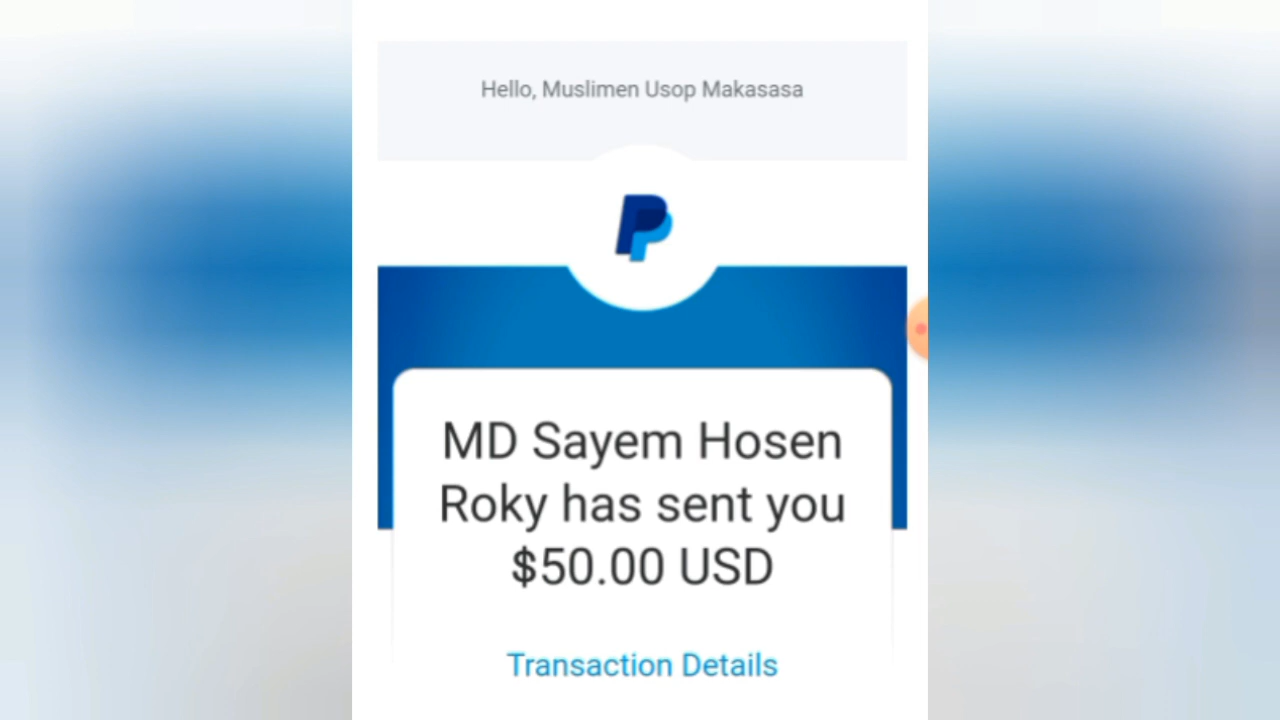 Hello, Muslimen Usop Makasasa
MD Sayem Hosen
Roky has sent you
$50.00 USD
Transaction Details